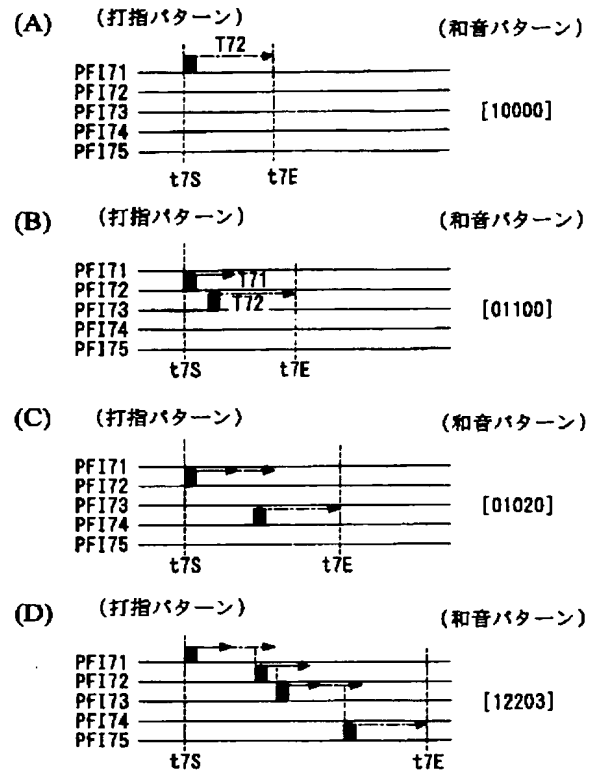 (A) (打指パターン) (和音パターン)
T72
PFI71
PFI72
PFI73
PFI74
PFI75
[10000]
t7S t7E
(B) (打指パターン) (和音パターン)
PFI71
T71
PFI72
T72
PFI73
PFI74
PFI75
[01100]
t7S t7E
(C) (打指パターン) (和音パターン)
PFI71
PFI72
PFI73
PFI74
PFI75
[01020]
t7S t7E
(D) (打指パターン) (和音パターン)
PFI71
PFI72
PFI73
PFI74
PFI75
[12203]
t7S t7E